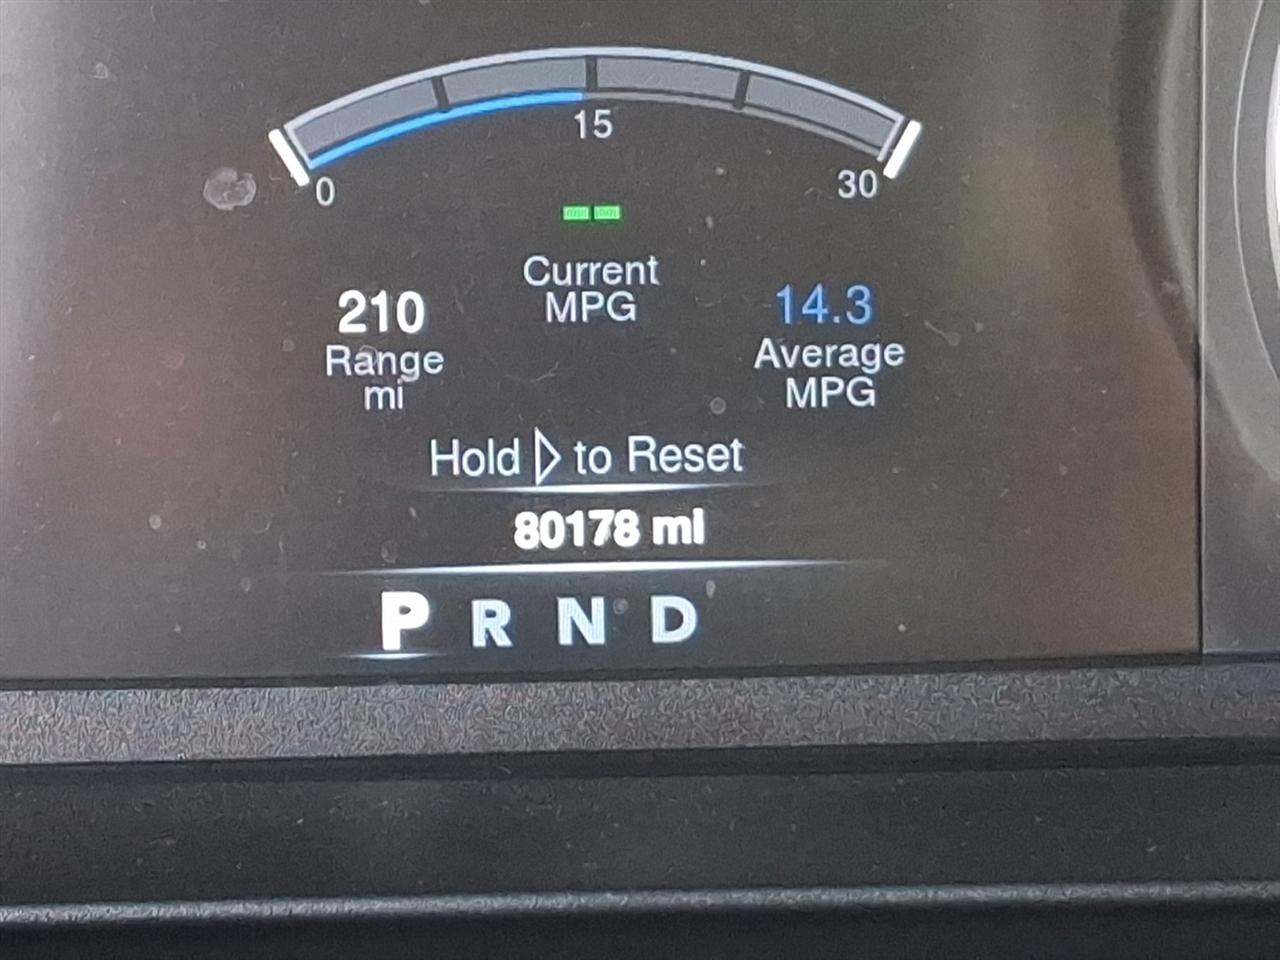 15
0
30
Current
MPG
210
Range
mi
14.3
Average
MPG
Hold to Reset
80178 mi
P R N D